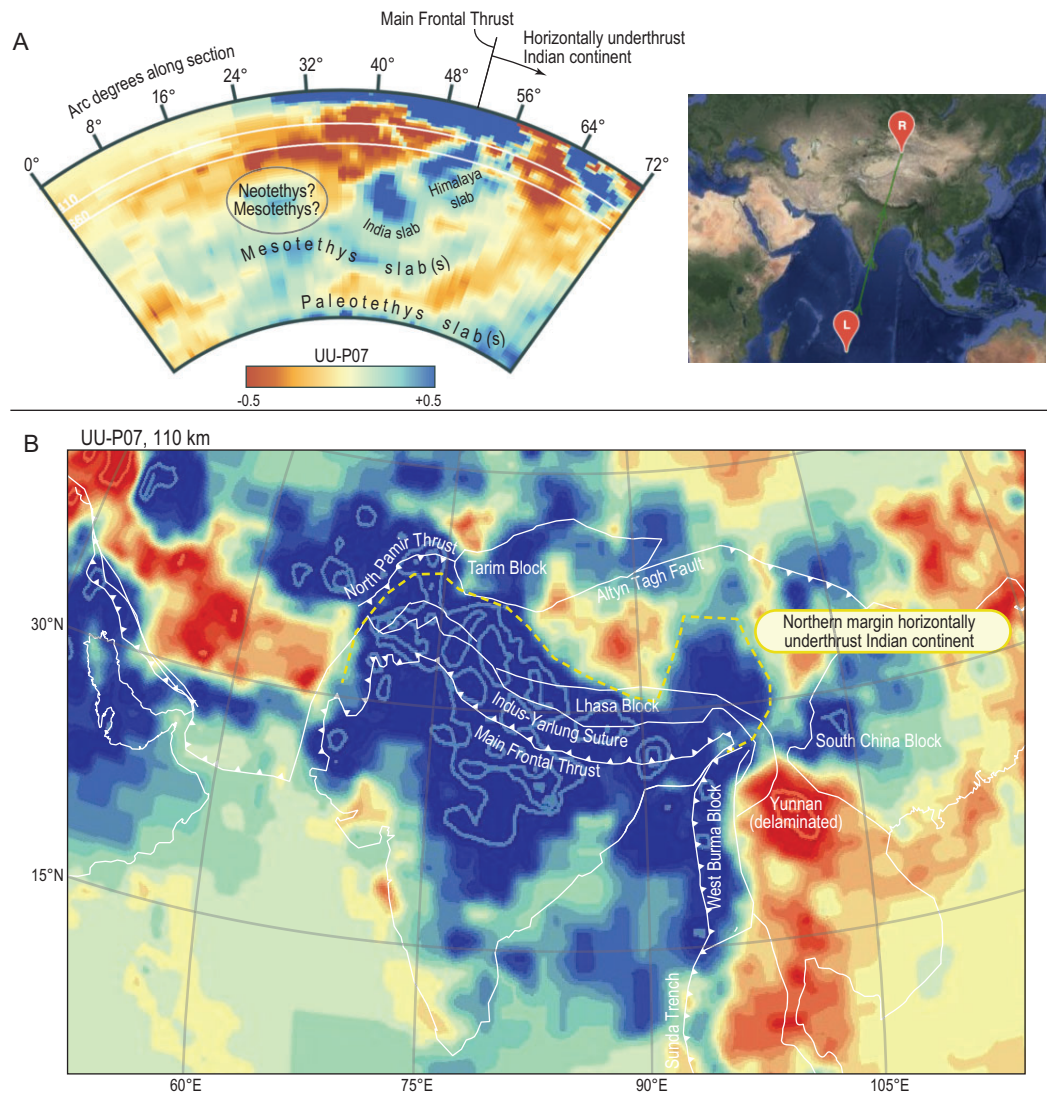 A
Main Frontal Thrust
Horizontally underthrust
Indian continent
Arc degrees along section
0°
8°
16°
24°
32°
40°
48°
56°
64°
72°
Neotethys?
Mesotethys?
Himalaya
slab
India slab
Mesotethys slab(s)
Paleotethys slab(s)
UU-P07
-0.5
+0.5
R
L
B
UU-P07, 110 km
North Pamir Thrust
Tarim Block
Altyn Tagh Fault
30°N
Northern margin horizontally
underthrust Indian continent
Lhasa Block
Indus-Yarlung Suture
Main Frontal Thrust
South China Block
Yunnan
(delaminated)
West Burma Block
15°N
Sunda Trench
60°E
75°E
90°E
105°E